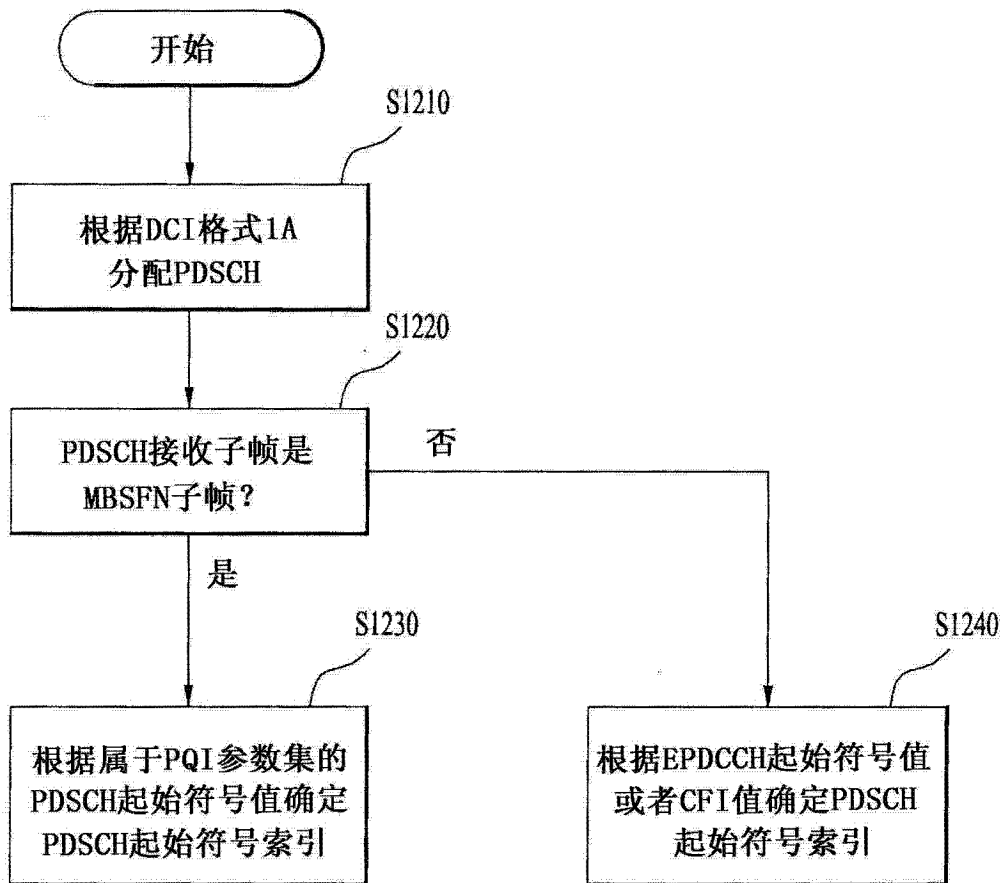 开始
S1210
根据DCI格式1A
分配PDSCH
S1220
PDSCH接收子帧是
MBSFN子帧?
否
是
S1230
根据属于PQI参数集的
PDSCH起始符号值确定
PDSCH起始符号索引
S1240
根据EPDCCH起始符号值
或者CFI值确定PDSCH
起始符号索引